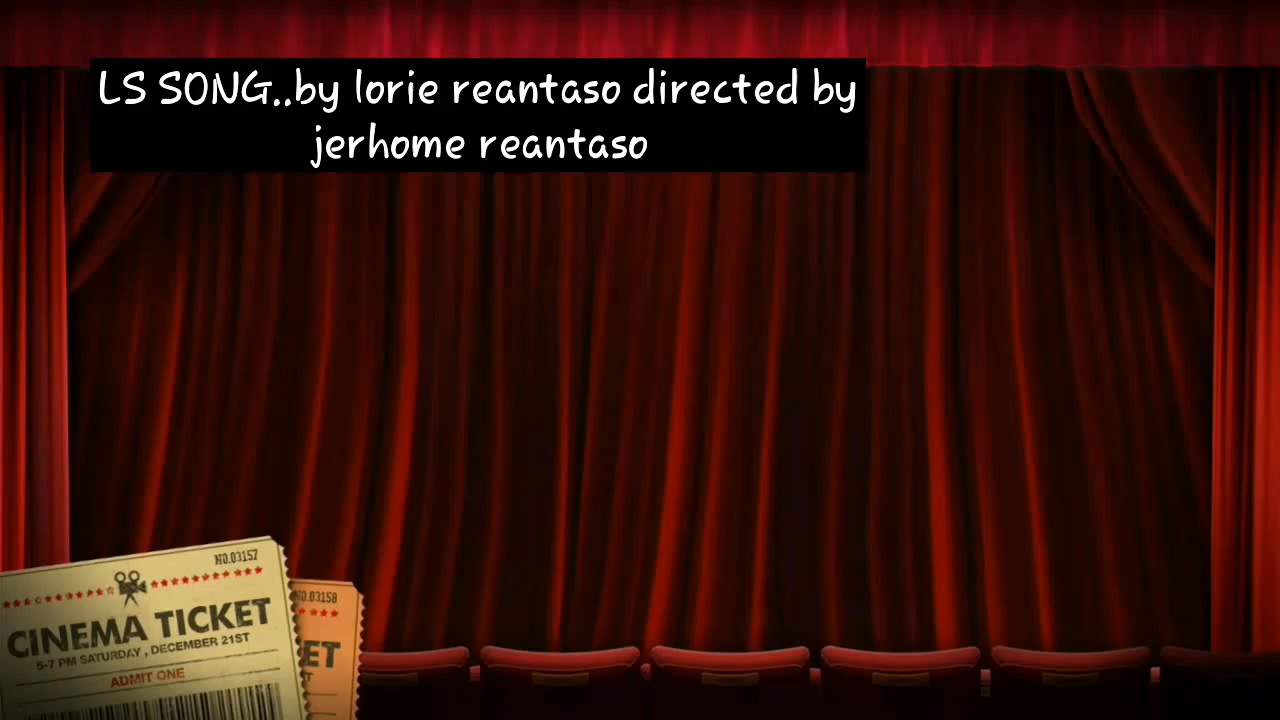 LS SONG..by lorie reantaso directed by
jerhome reantaso
NO.03157
CINEMA TICKET
5-7 PM SATURDAY , DECEMBER 21ST
ADMIT ONE
NO.03158
ET